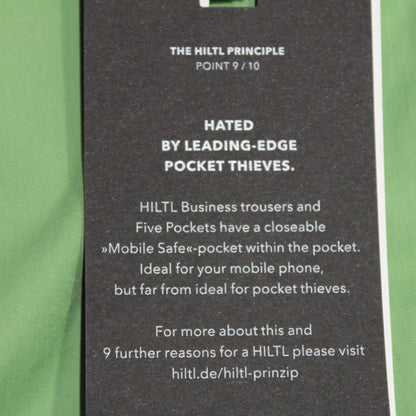 THE HILTL PRINCIPLE
POINT 9 / 10
HATED
BY LEADING-EDGE
POCKET THIEVES.
HILTL Business trousers and
Five Pockets have a closeable
»Mobile Safe«-pocket within the pocket.
Ideal for your mobile phone,
but far from ideal for pocket thieves.
For more about this and
9 further reasons for a HILTL please visit
hiltl.de/hiltl-prinzip